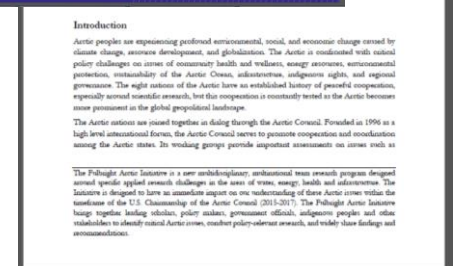 Introduction
Arctic peoples are experiencing profound environmental, social, and economic change caused by
climate change, resource development, and globalization. The Arctic is confronted with critical
policy challenges on issues of community health and wellness, energy resources, environmental
protection, sustainability of the Arctic Ocean, infrastructure, indigenous rights, and regional
governance. The eight nations of the Arctic have an established history of peaceful cooperation,
especially around scientific research, but this cooperation is constantly tested as the Arctic becomes
more prominent in the global geopolitical landscape.
The Arctic nations are joined together in dialog through the Arctic Council. Founded in 1996 as a
high level international forum, the Arctic Council serves to promote cooperation and coordination
among the Arctic states. Its working groups provide important assessments on issues such as
The Fulbright Arctic Initiative is a new multidisciplinary, multinational team research program designed
around specific applied research challenges in the areas of water, energy, health and infrastructure. The
Initiative is designed to have an immediate impact on our understanding of these Arctic issues within the
timeframe of the U.S. Chairmanship of the Arctic Council (2015-2017). The Fulbright Arctic Initiative
brings together leading scholars, policy makers, government officials, indigenous peoples and other
stakeholders to identify critical Arctic issues, conduct policy-relevant research, and widely share findings and
recommendations.